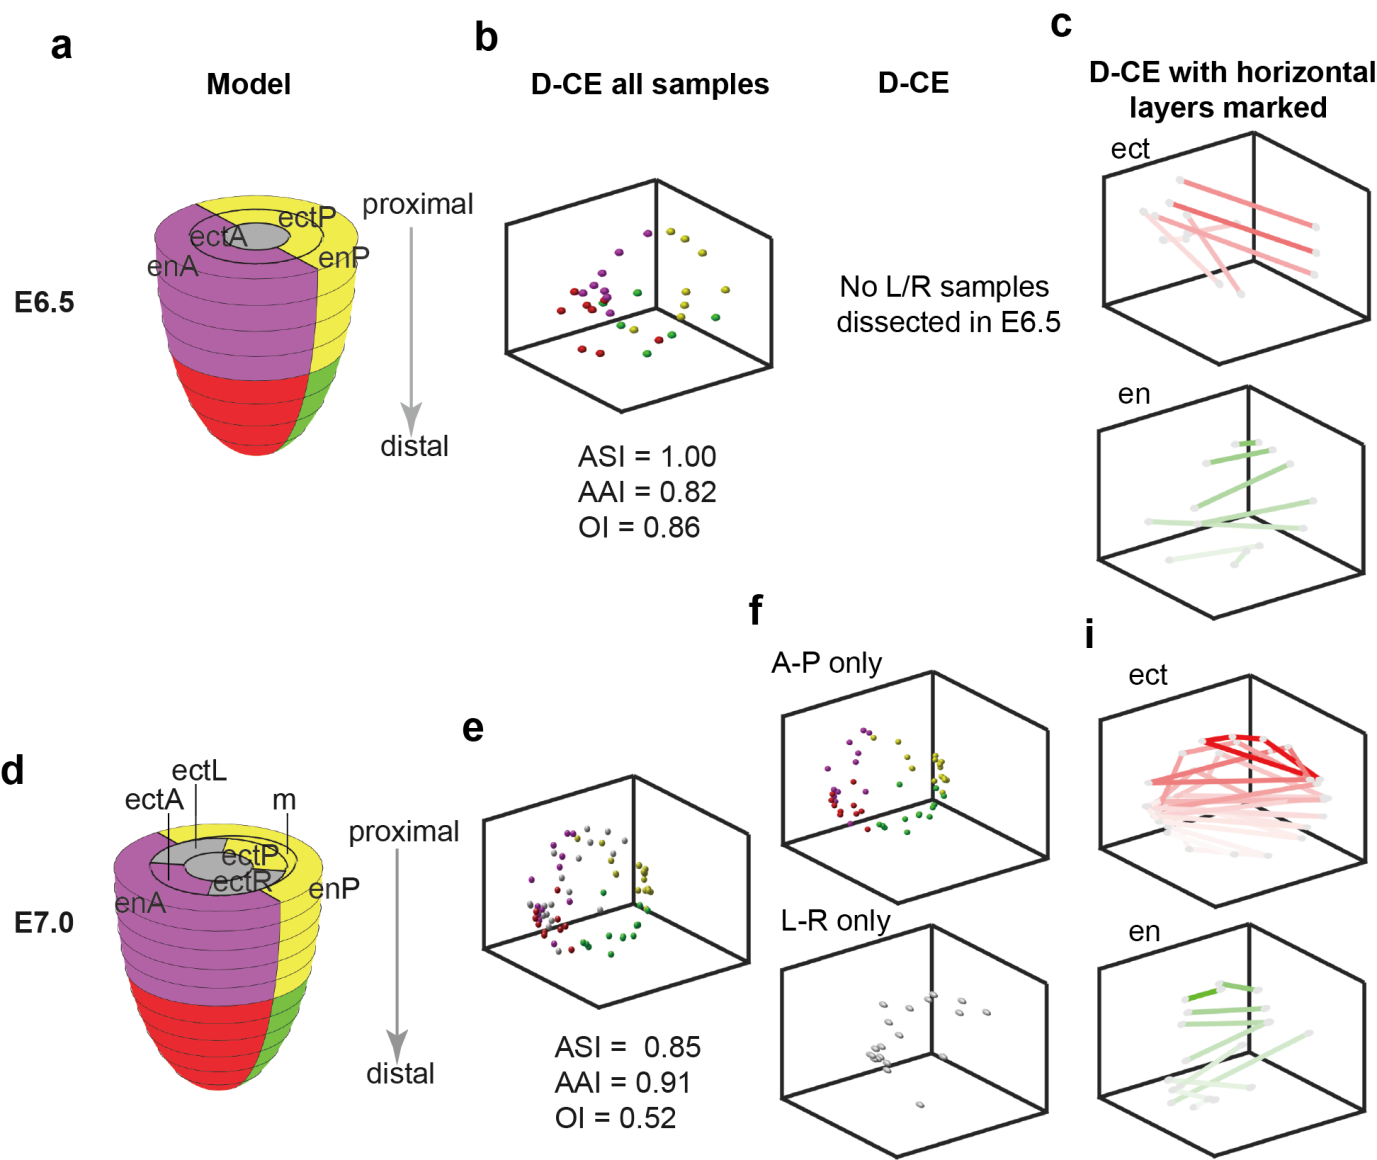 a
Model
b
D-CE all samples
D-CE
c
D-CE with horizontal
layers marked
E6.5
ectP
ectA
enP
enA
proximal
distal
ASI = 1.00
AAI = 0.82
OI = 0.86
No L/R samples
dissected in E6.5
ect
en
d
E7.0
ectL
ectA
m
ectP
ectR
enP
enA
proximal
distal
e
ASI = 0.85
AAI = 0.91
OI = 0.52
f
A-P only
L-R only
i
ect
en